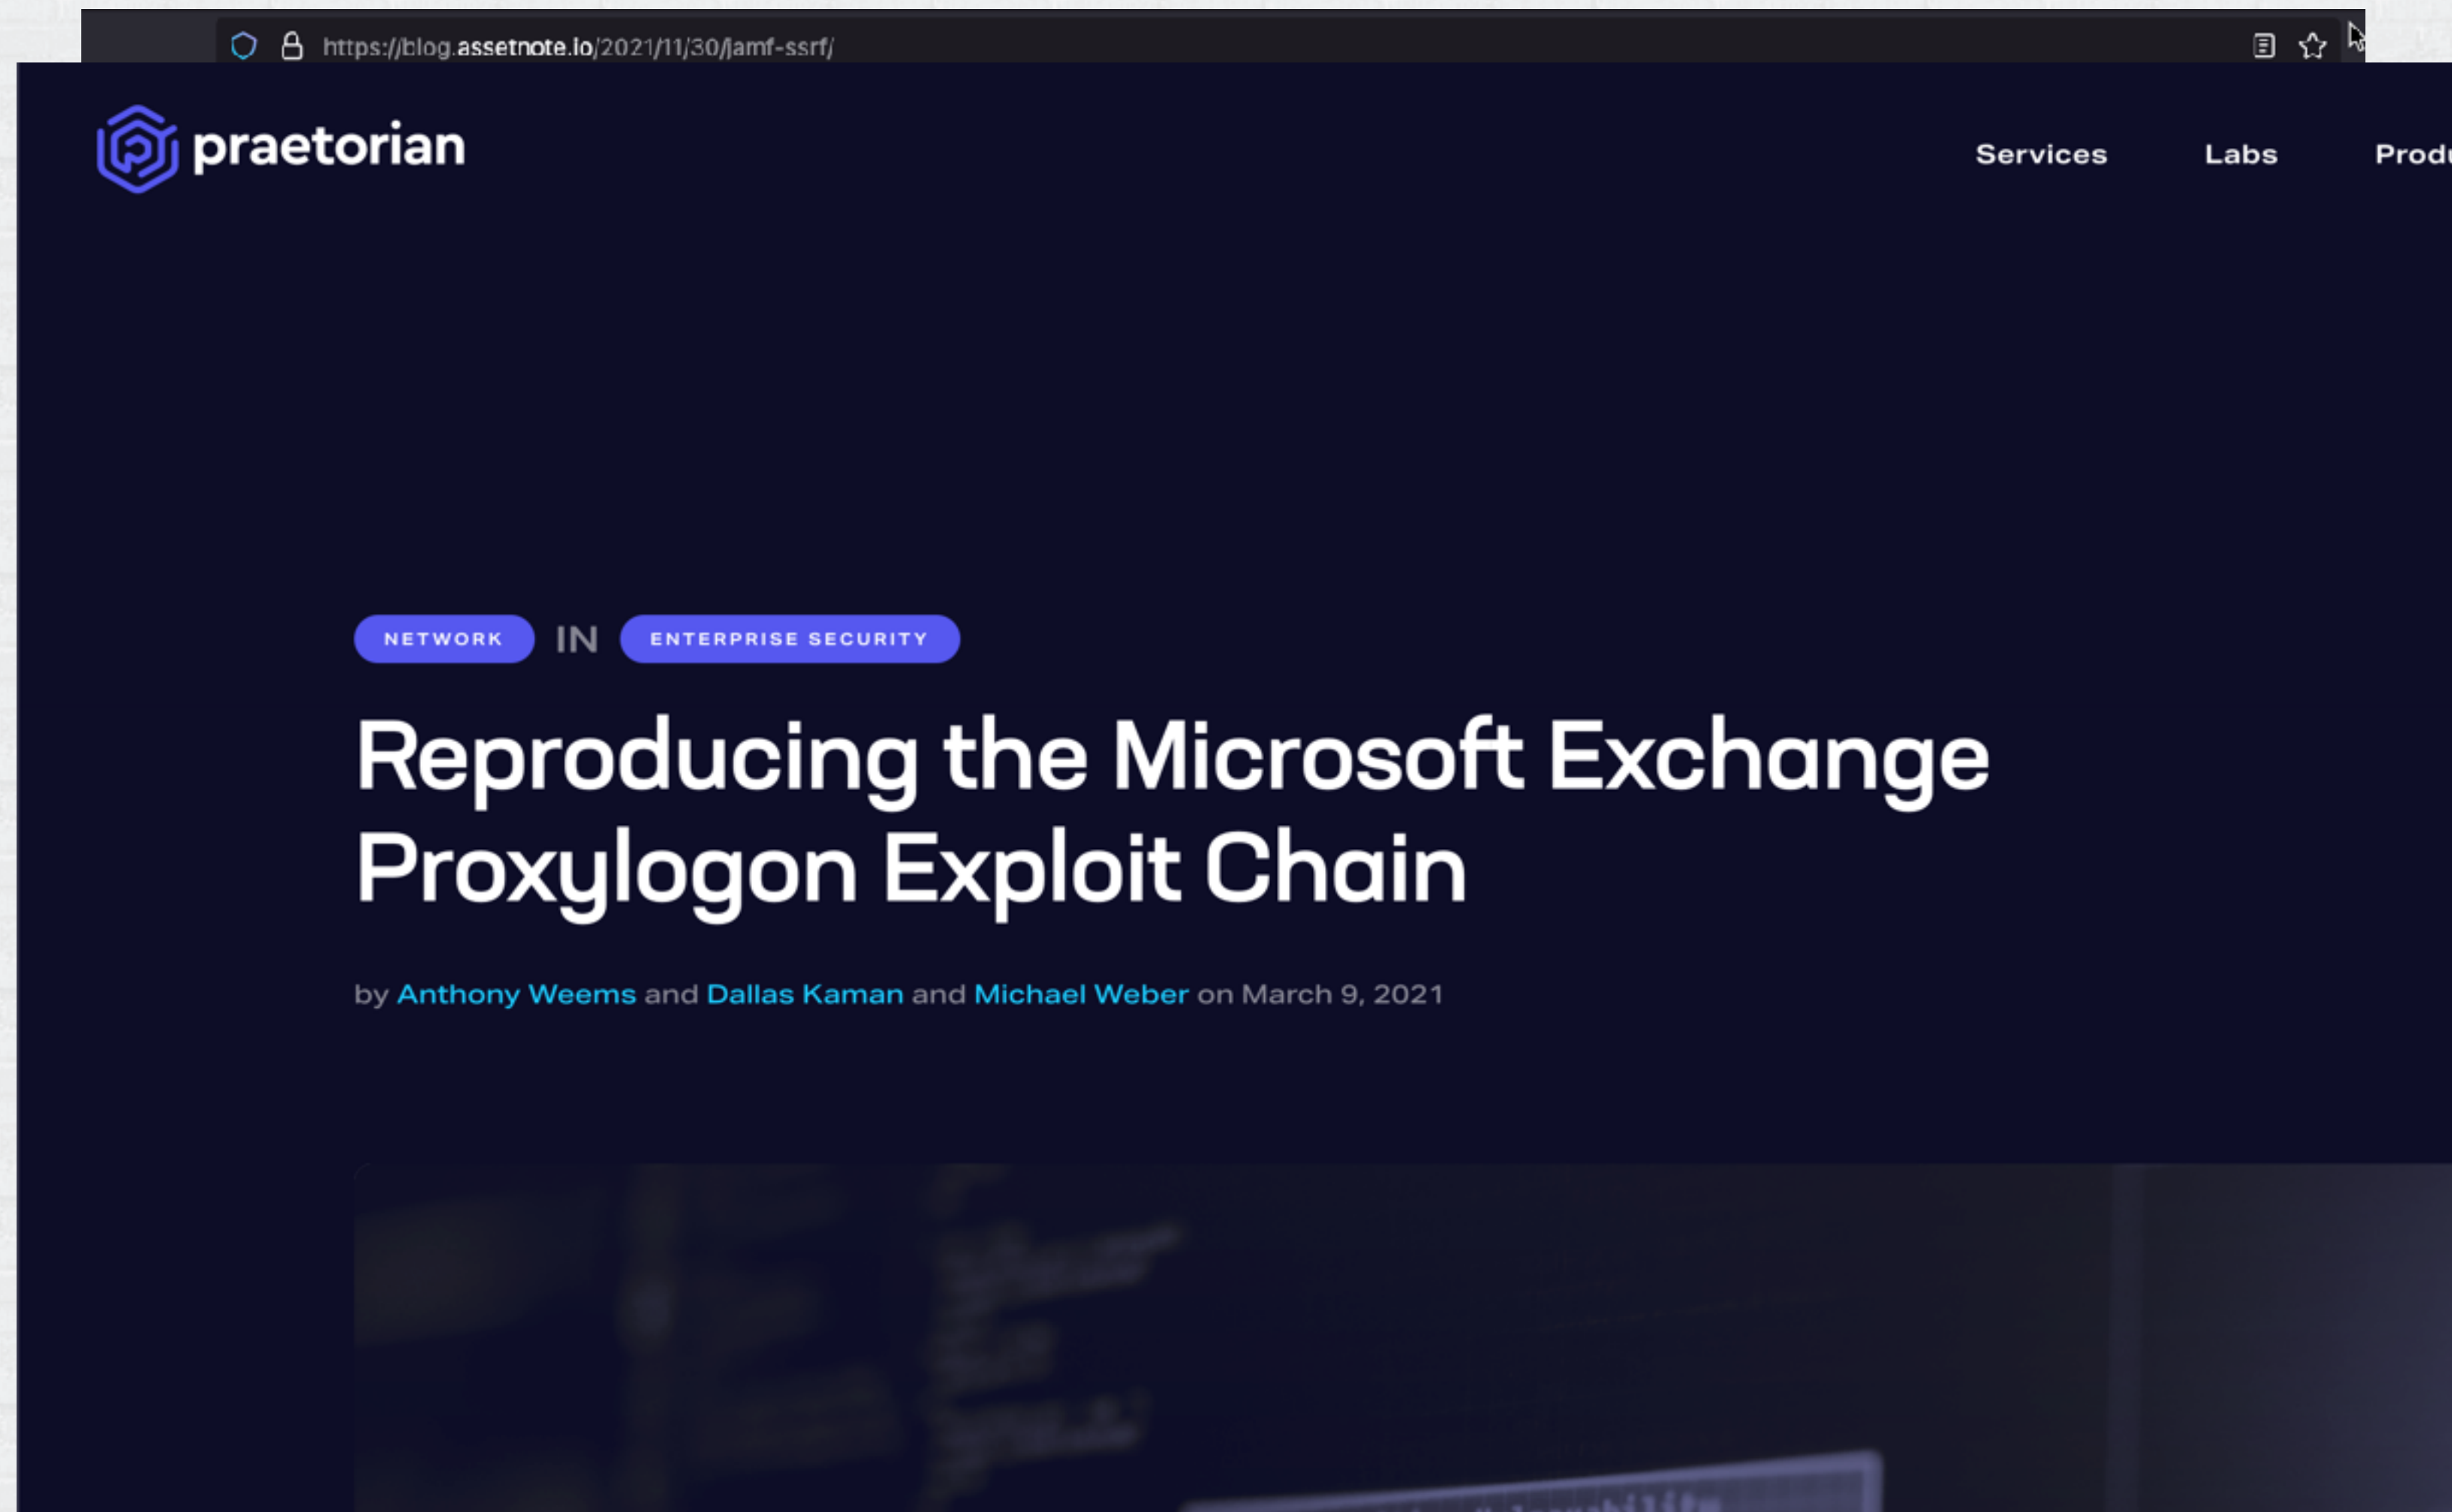 https://blog.assetnote.io/2021/11/30/jamf-ssrf/
praetorian
Services Labs Produ
NETWORK IN ENTERPRISE SECURITY
Reproducing the Microsoft Exchange
Proxylogon Exploit Chain
by Anthony Weems and Dallas Kaman and Michael Weber on March 9, 2021